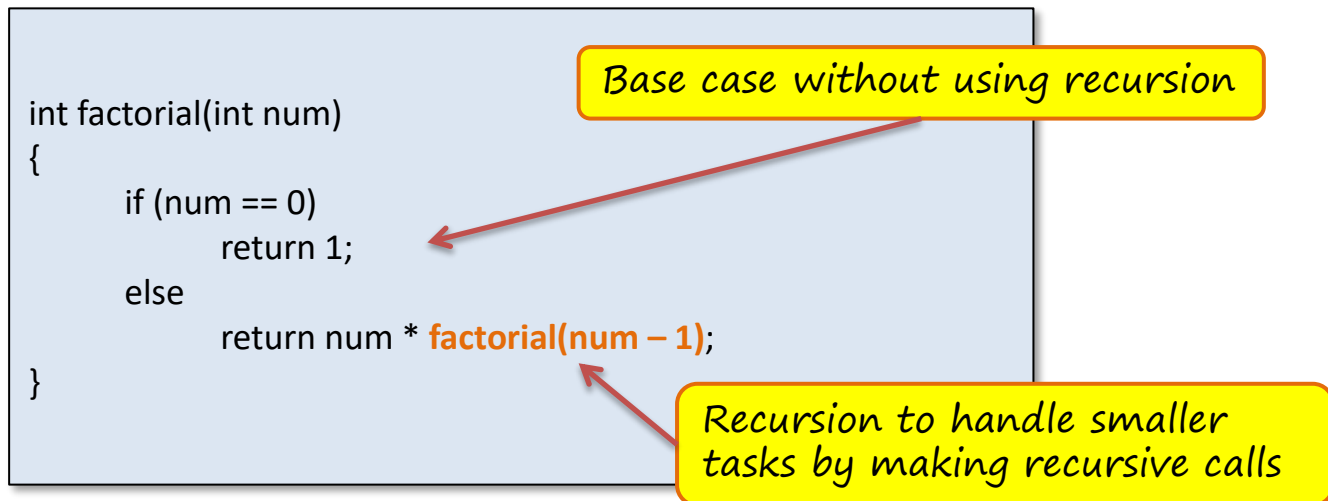 Base case without using recursion
int factorial(int num)
{
if (num == 0)
return 1;
else
return num * factorial(num – 1);
}
Recursion to handle smaller
tasks by making recursive calls